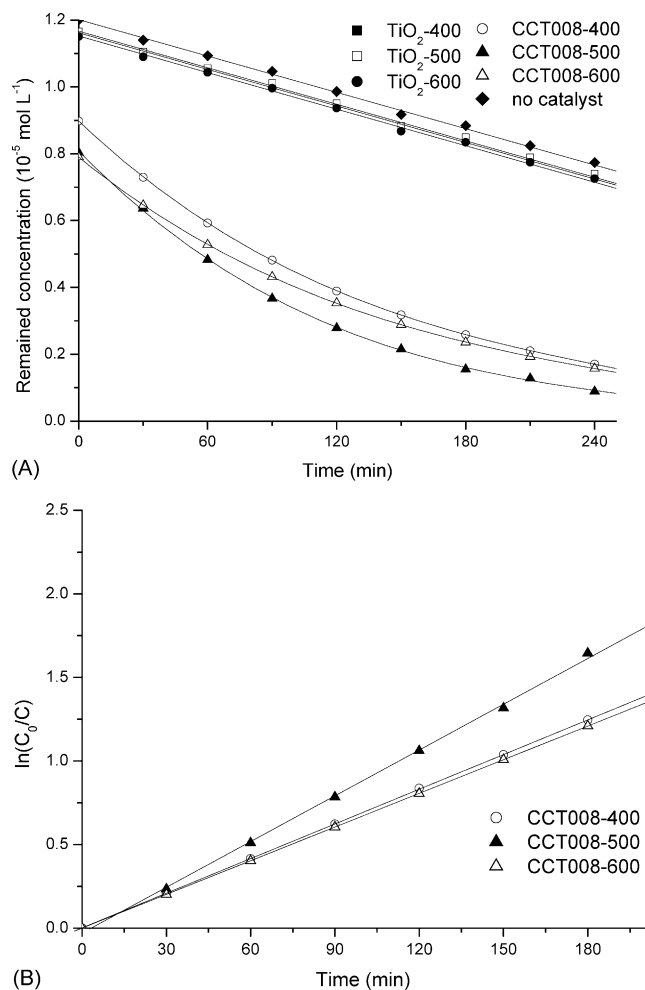 1.2
1.0
0.8
0.6
0.4
0.2
0.0
Remained concentration (10⁻⁵ mol L⁻¹)
TiO₂-400
TiO₂-500
TiO₂-600
CCT008-400
CCT008-500
CCT008-600
no catalyst
0 60 120 180 240
Time (min)
(A)
2.5
2.0
1.5
1.0
0.5
0.0
ln(C₀/C)
CCT008-400
CCT008-500
CCT008-600
0 30 60 90 120 150 180
Time (min)
(B)